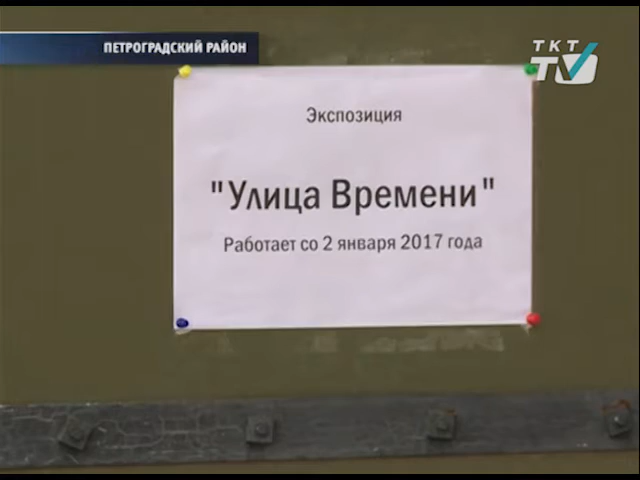 ПЕТРОГРАДСКИЙ РАЙОН
ТКТ
TV
Экспозиция
"Улица Времени"
Работает со 2 января 2017 года